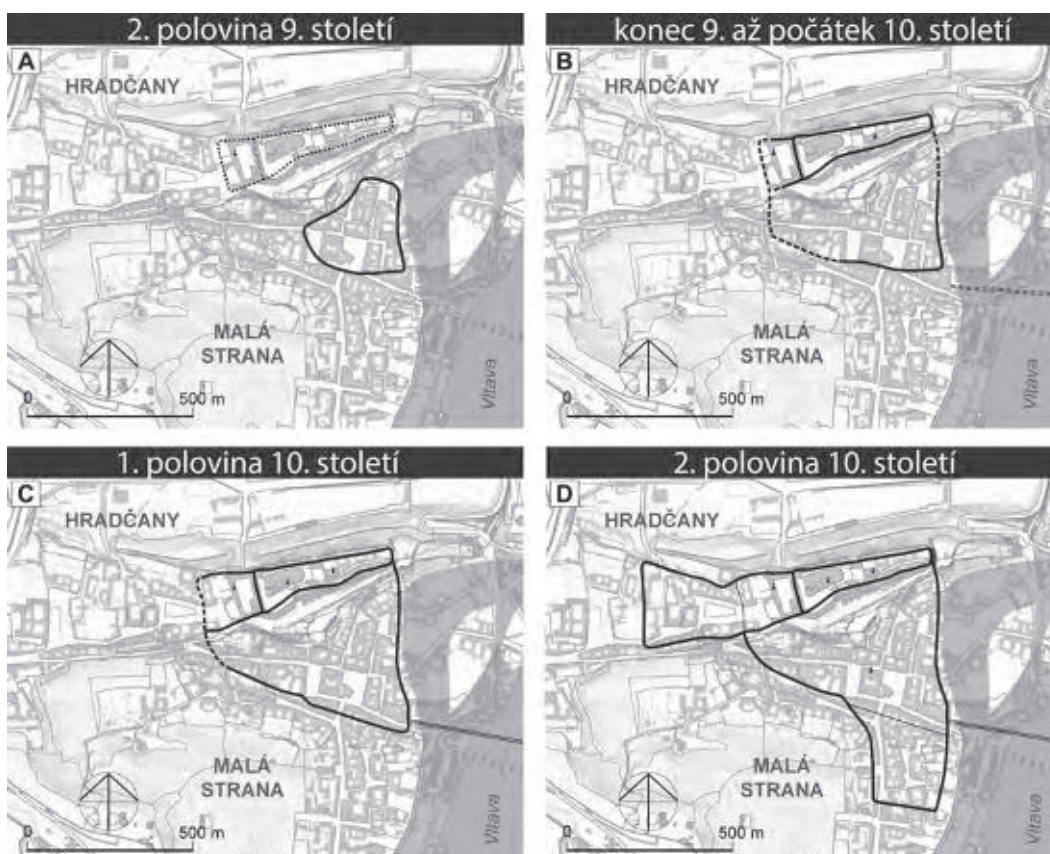 2. polovina 9. století
A
HRADČANY
MALÁ
STRANA
Vltava
0
500 m
konec 9. až počátek 10. století
B
HRADČANY
MALÁ
STRANA
Vltava
0
500 m
1. polovina 10. století
C
HRADČANY
MALÁ
STRANA
Vltava
0
500 m
2. polovina 10. století
D
HRADČANY
MALÁ
STRANA
Vltava
0
500 m